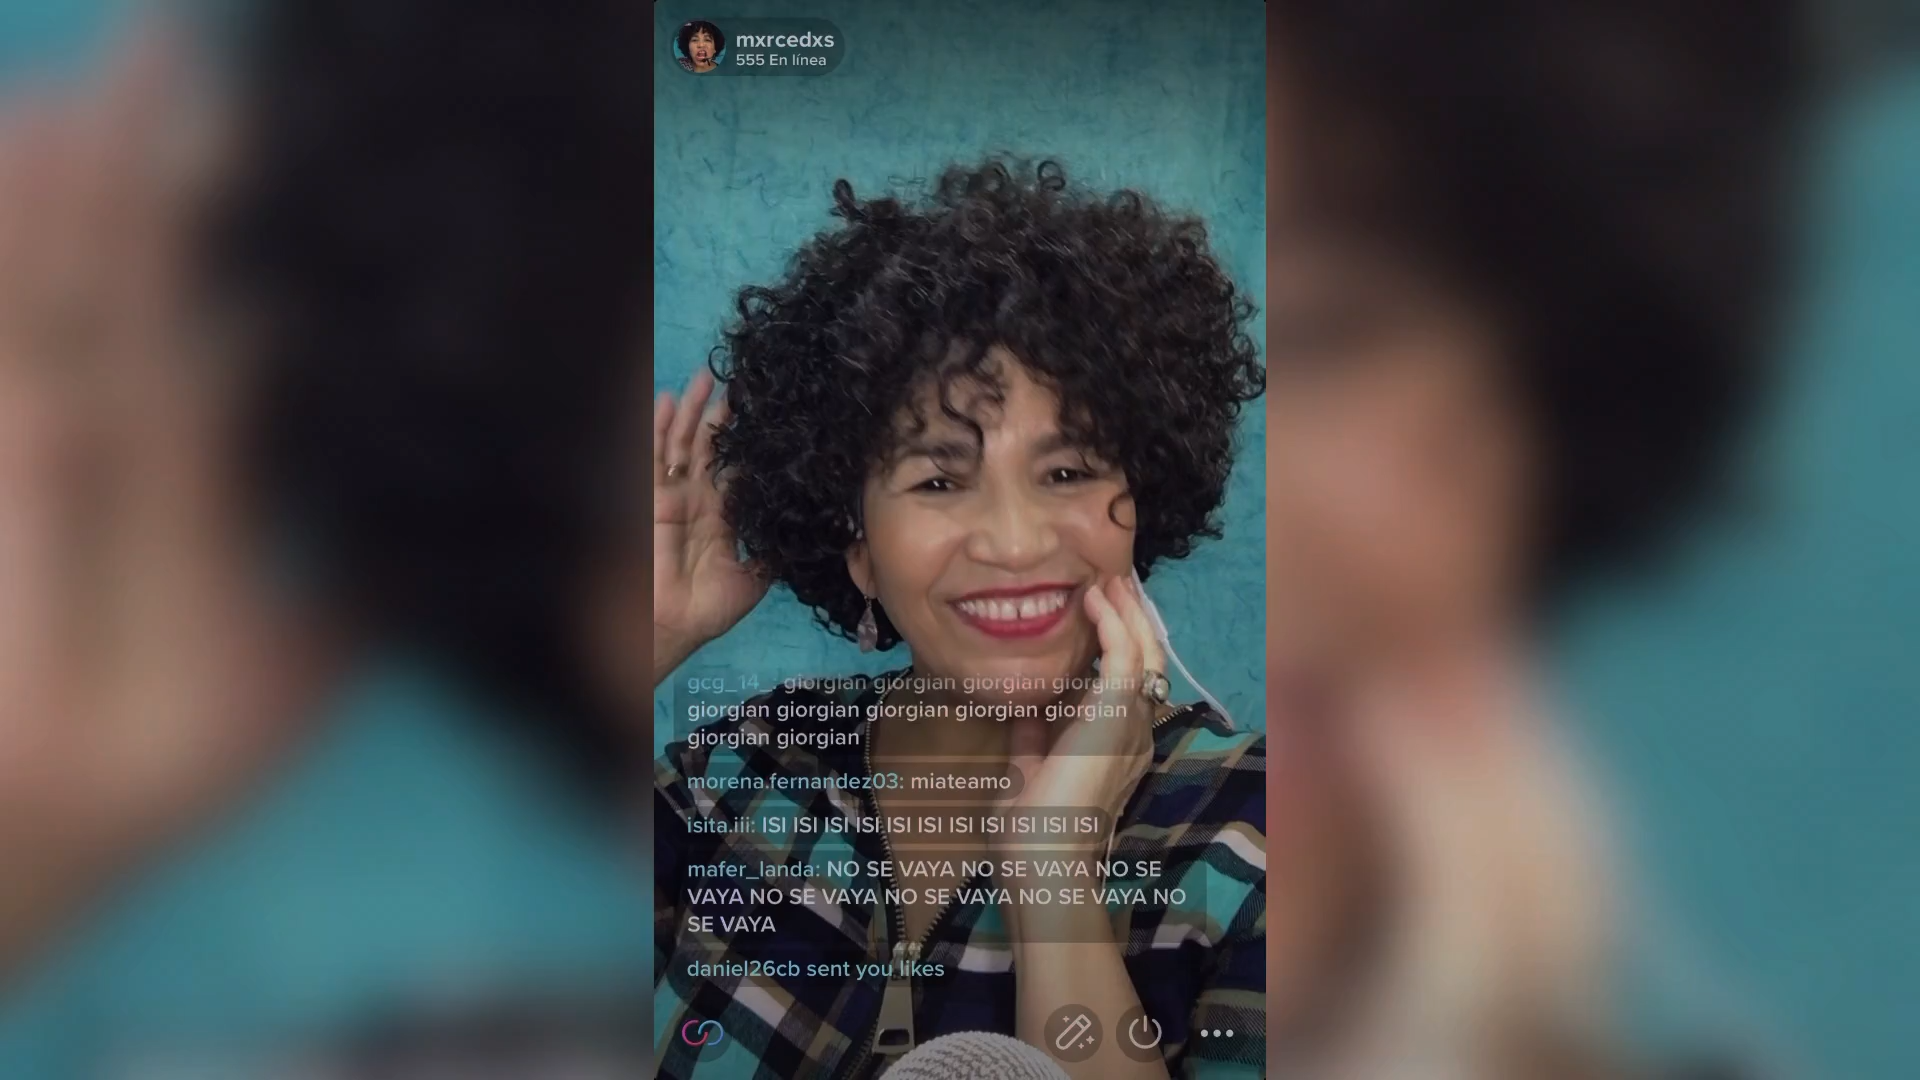 mxrcedxs
555 En línea
gcg_14_: giorgian giorgian giorgian giorgian
giorgian giorgian giorgian giorgian giorgian
giorgian giorgian
morena.fernandez03: miateamo
isita.iii: ISI ISI ISI ISI ISI ISI ISI ISI ISI ISI ISI
mafer_landa: NO SE VAYA NO SE VAYA NO SE
VAYA NO SE VAYA NO SE VAYA NO SE VAYA NO
SE VAYA
daniel26cb sent you likes